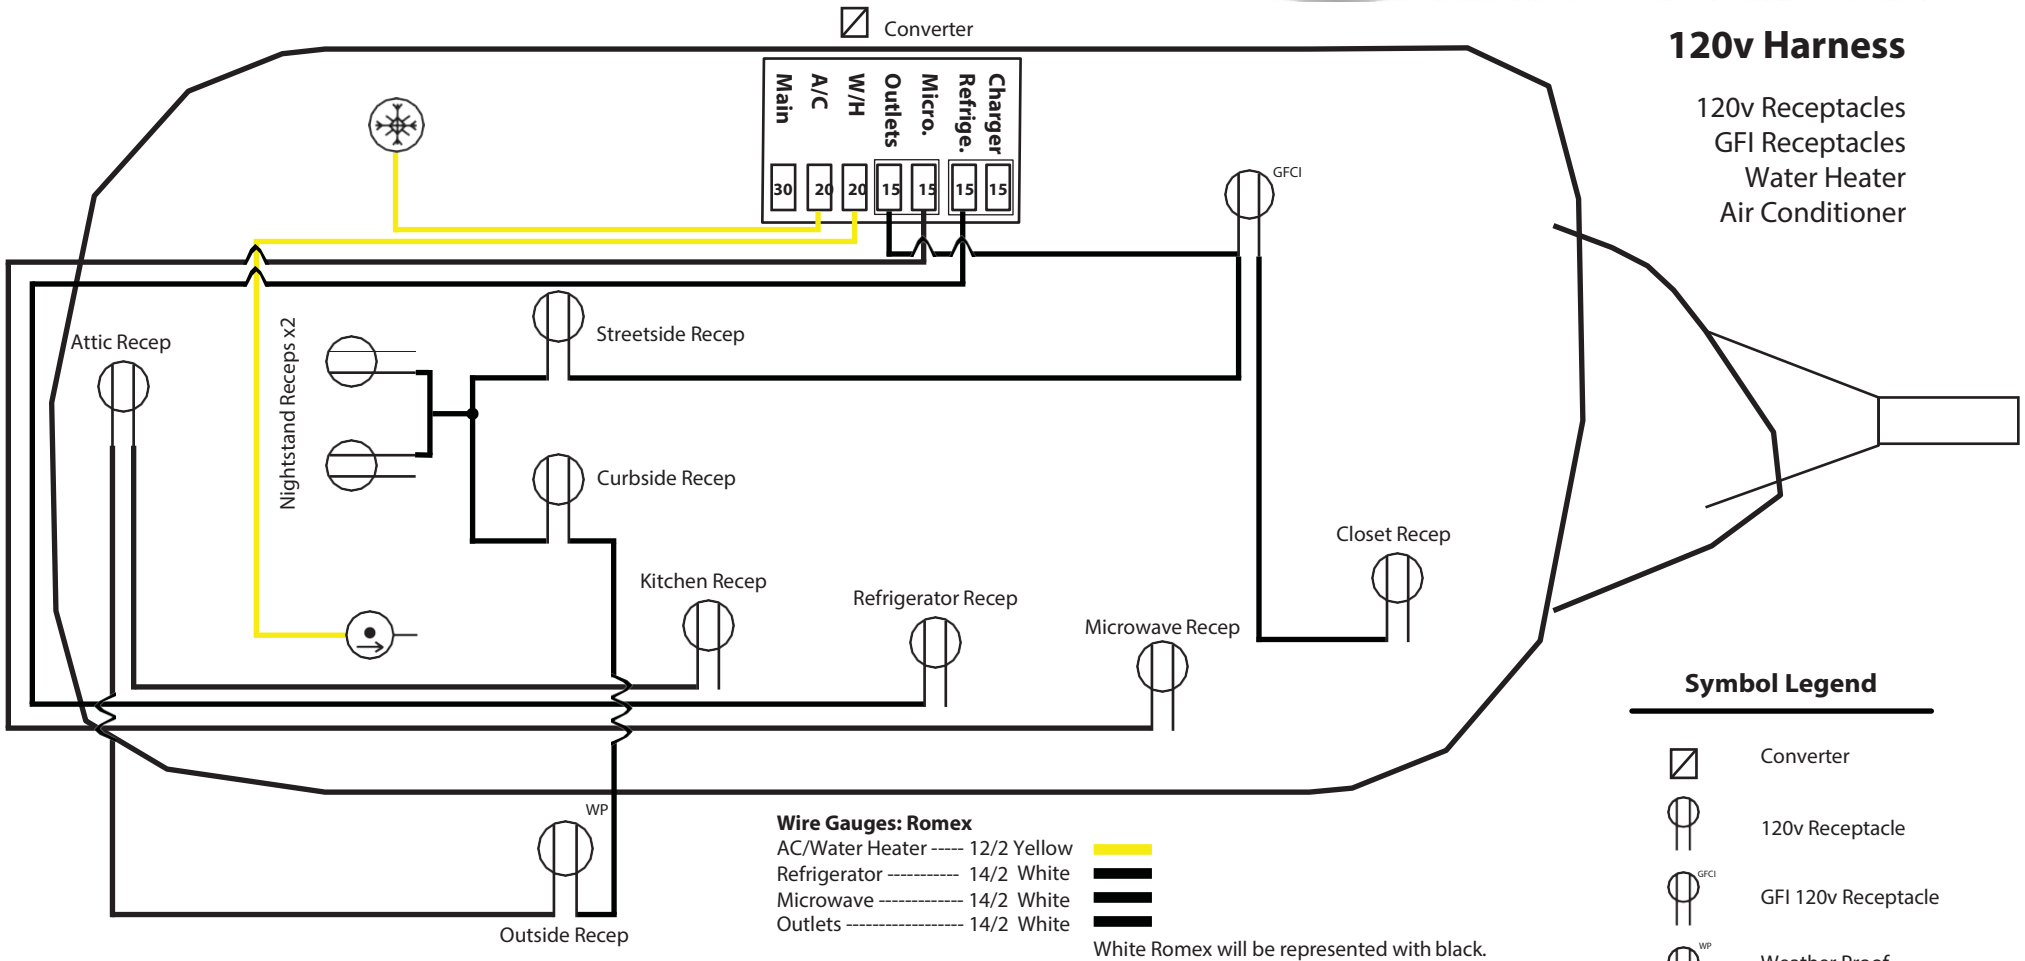 Converter
120v Harness
120v Receptacles
GFI Receptacles
Water Heater
Air Conditioner
Main
A/C
W/H
Outlets
Micro.
Refrige.
Charger
30
20
20
15
15
15
15
GFCI
Attic Recep
Nightstand Receps x2
Streetside Recep
Curbside Recep
Kitchen Recep
Refrigerator Recep
Microwave Recep
Closet Recep
WP
Outside Recep
Wire Gauges: Romex
AC/Water Heater ----- 12/2 Yellow
Refrigerator ----------- 14/2 White
Microwave ------------- 14/2 White
Outlets ------------------ 14/2 White
White Romex will be represented with black.
Symbol Legend
Converter
120v Receptacle
GFCI
GFI 120v Receptacle
WP
Weather Proof